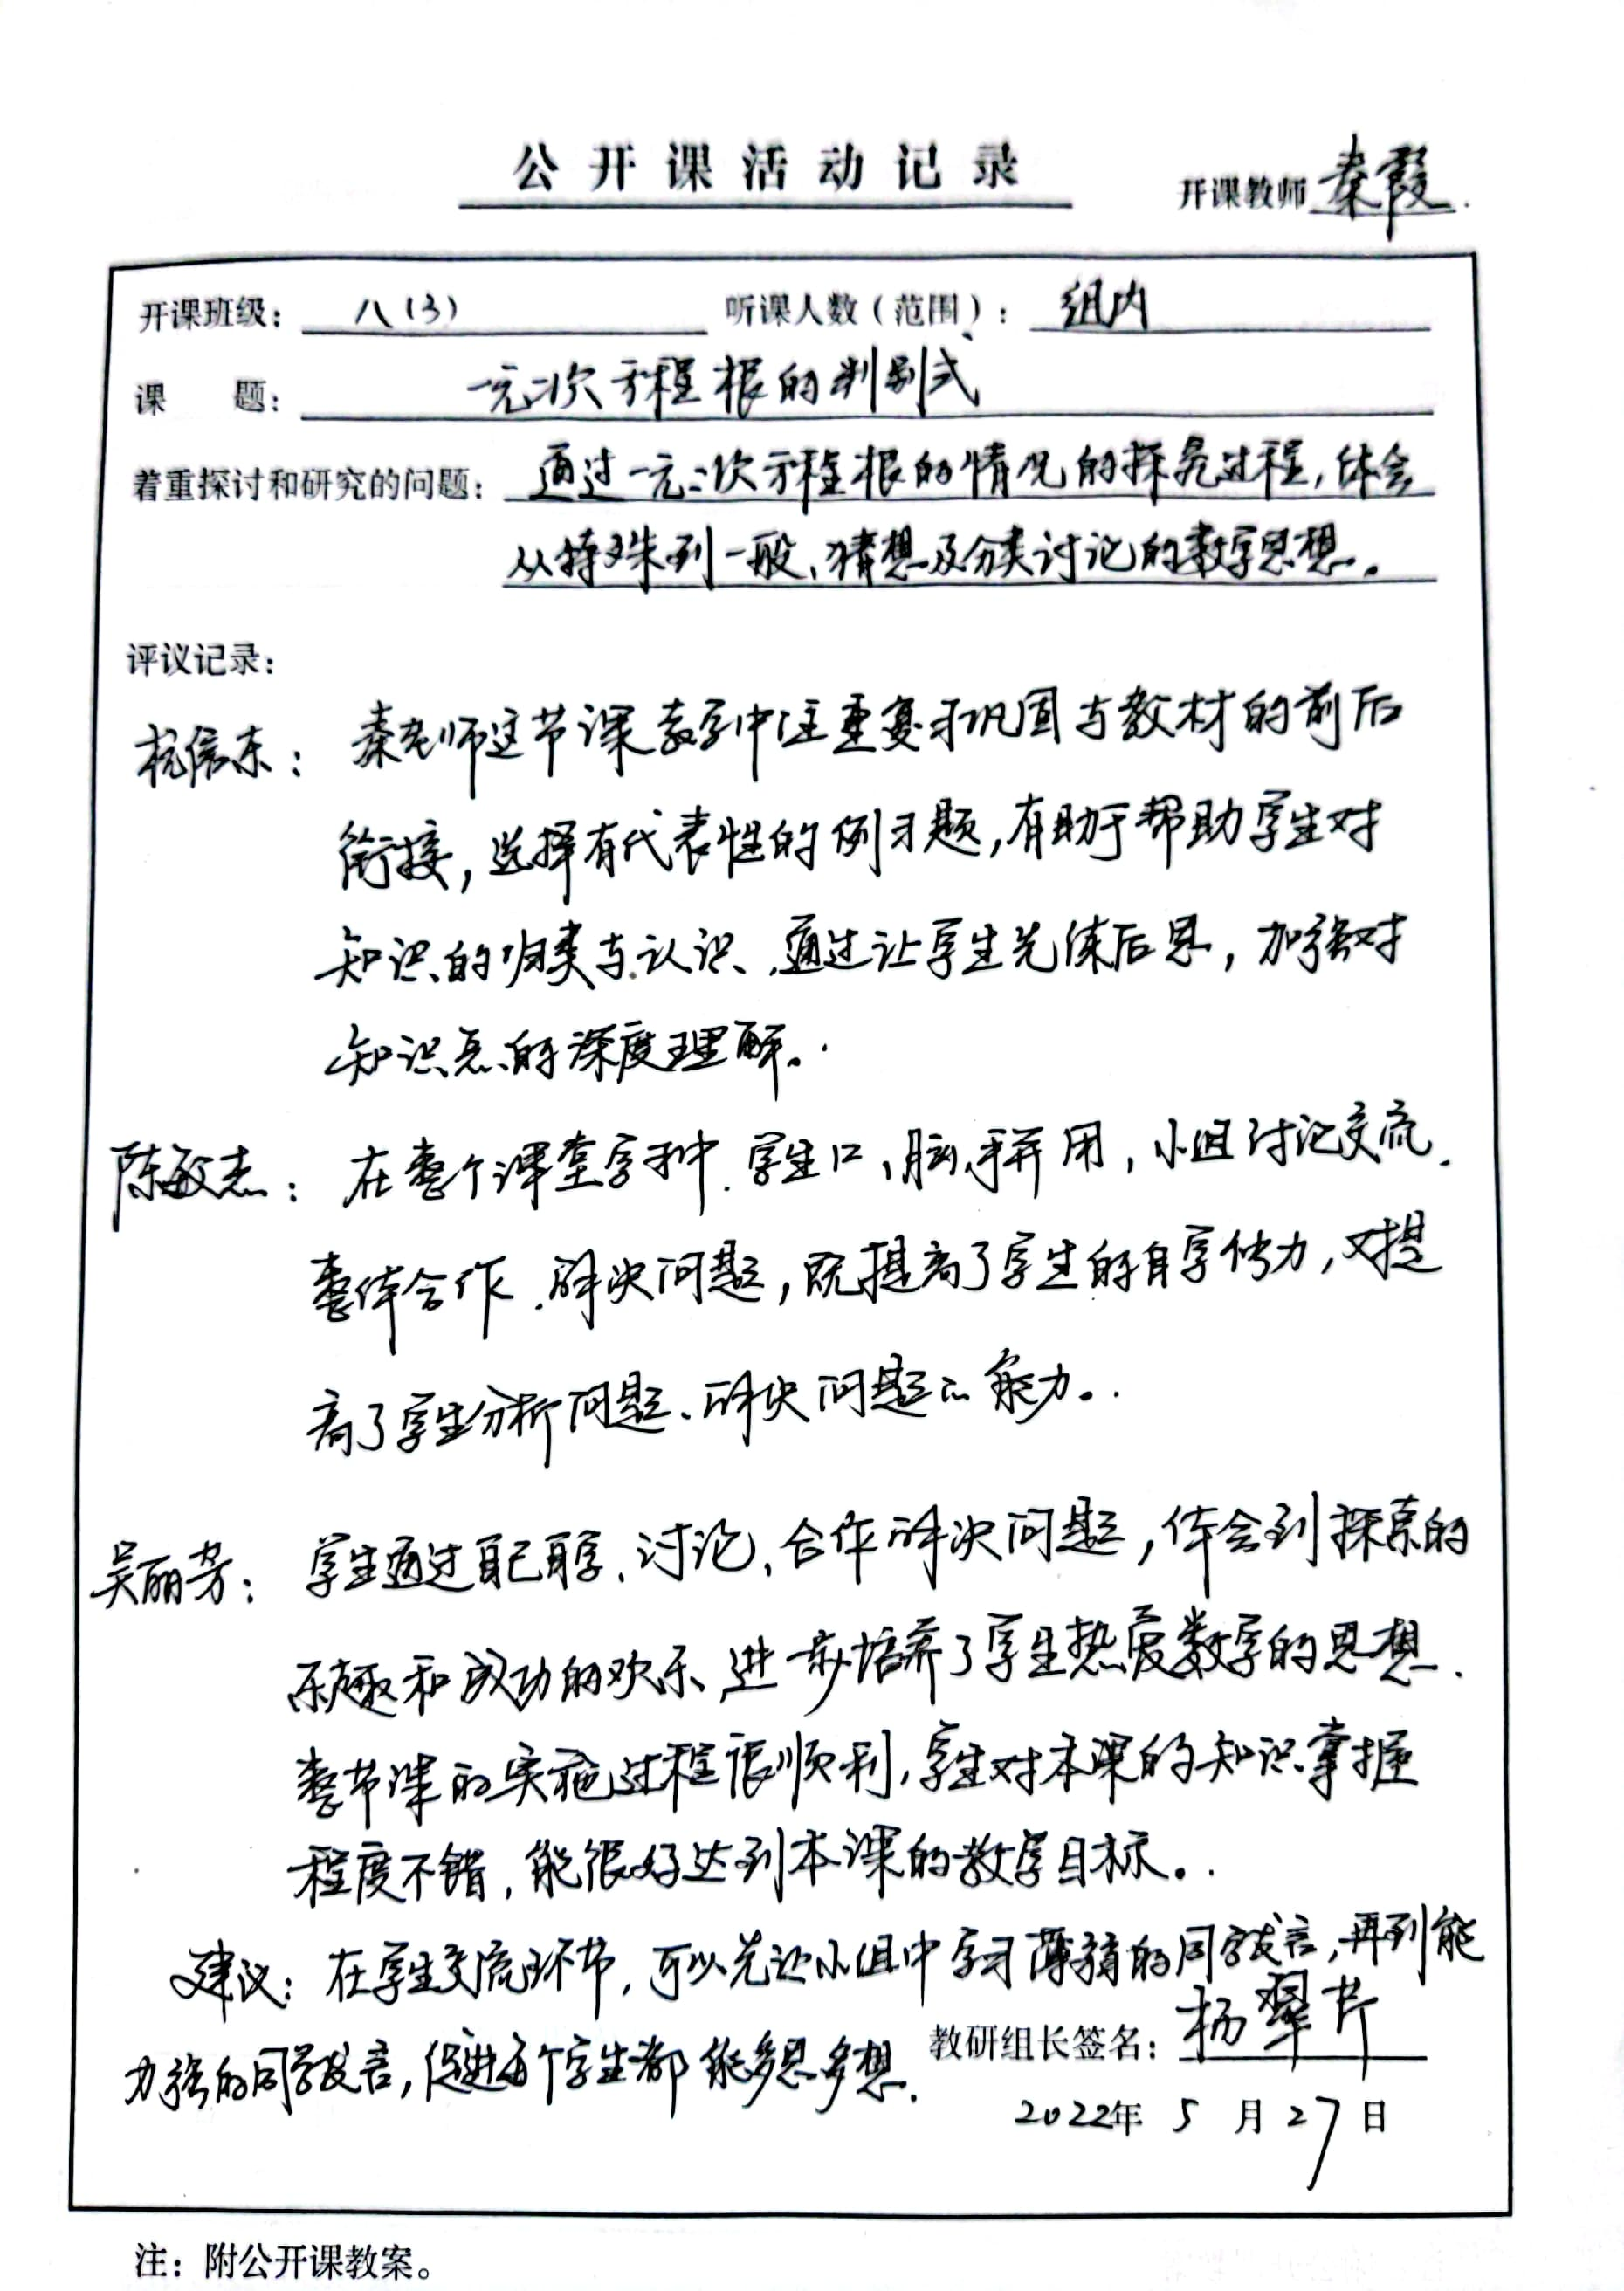 公开课活动记录
开课教师 秦霞
开课班级： 八（3） 听课人数（范围）： 组内
课 题： 一元二次方程根的判别式
着重探讨和研究的问题： 通过一元二次方程根的情况的探究过程，体会
从特殊到一般、猜想及分类讨论的数学思想。
评议记录：
杭信东： 秦老师这节课教学中注重复习巩固与教材的前后
衔接，选择有代表性的例习题，有助于帮助学生对
知识的归类与认识，通过让学生先练后思，加强对
知识点的深度理解。
陈敏杰： 在整个课堂学习中，学生口、脑、手并用，小组讨论交流，
整体合作，解决问题，既提高了学生的自学能力，又提
高了学生分析问题、解决问题的能力。
吴丽芳： 学生通过自己自学、讨论、合作解决问题，体会到探索的
乐趣和成功的欢乐，进一步培养了学生热爱数学的思想．
整节课的实施过程很顺利，学生对本课的知识掌握
程度不错，能很好达到本课的教学目标。
建议：在学生交流环节，可以先让小组中学习薄弱的同学发言，再到能
力强的同学发言，促进每个学生都能多思多想．
教研组长签名： 杨翠芹
2022年 5 月 27 日
注：附公开课教案。